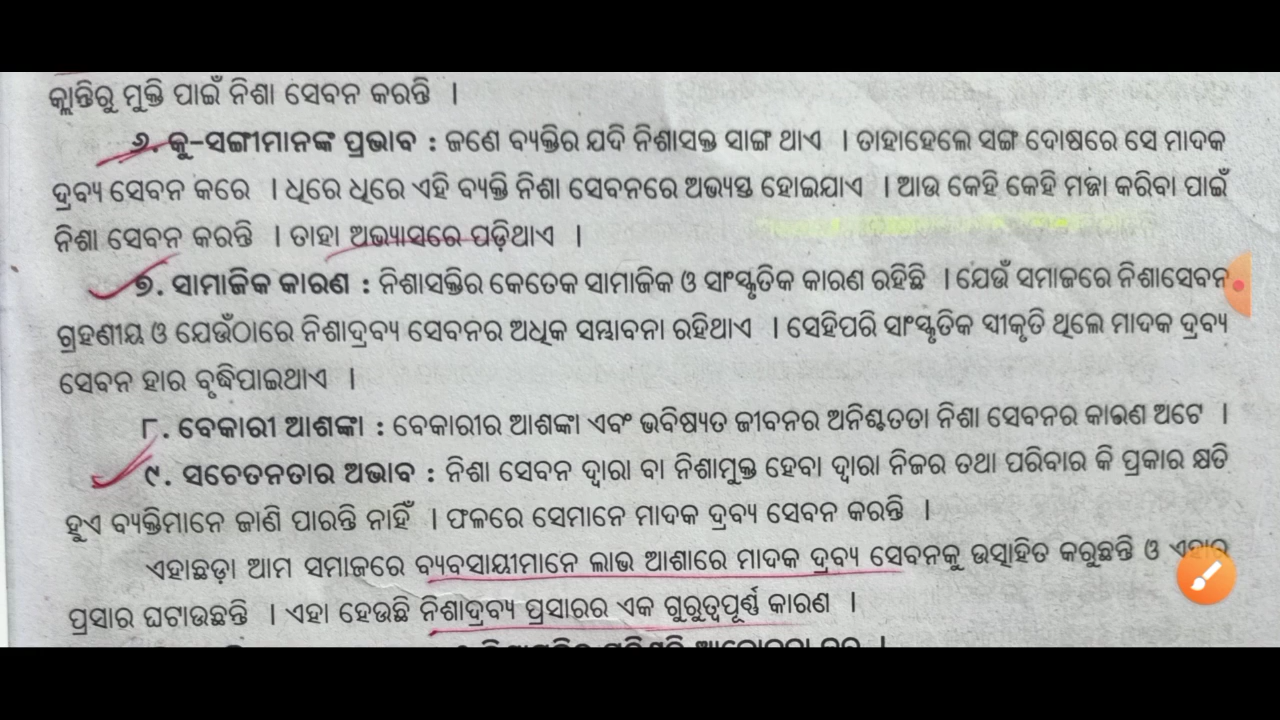 କ୍ଲାନ୍ତିରୁ ମୁକ୍ତି ପାଇଁ ନିଶା ସେବନ କରନ୍ତି ।
୬. କୁ-ସଙ୍ଗୀମାନଙ୍କ ପ୍ରଭାବ : ଜଣେ ବ୍ୟକ୍ତିର ଯଦି ନିଶାସକ୍ତ ସାଙ୍ଗ ଥାଏ । ତାହାହେଲେ ସଙ୍ଗ ଦୋଷରେ ସେ ମାଦକ
ଦ୍ରବ୍ୟ ସେବନ କରେ । ଧିରେ ଧିରେ ଏହି ବ୍ୟକ୍ତି ନିଶା ସେବନରେ ଅଭ୍ୟସ୍ତ ହୋଇଯାଏ । ଆଉ କେହି କେହି ମଜ୍ଜା କରିବା ପାଇଁ
ନିଶା ସେବନ କରନ୍ତି । ତାହା ଅଭ୍ୟାସରେ ପଡ଼ିଥାଏ ।
୭. ସାମାଜିକ କାରଣ : ନିଶାସକ୍ତିର କେତେକ ସାମାଜିକ ଓ ସାଂସ୍କୃତିକ କାରଣ ରହିଛି । ଯେଉଁ ସମାଜରେ ନିଶାସେବନ
ଗ୍ରହଣୀୟ ଓ ଯେଉଁଠାରେ ନିଶାଦ୍ରବ୍ୟ ସେବନର ଅଧିକ ସମ୍ଭାବନା ରହିଥାଏ । ସେହିପରି ସାଂସ୍କୃତିକ ସ୍ୱୀକୃତି ଥିଲେ ମାଦକ ଦ୍ରବ୍ୟ
ସେବନ ହାର ବୃଦ୍ଧିପାଇଥାଏ ।
୮. ବେକାରୀ ଆଶଙ୍କା : ବେକାରୀର ଆଶଙ୍କା ଏବଂ ଭବିଷ୍ୟତ ଜୀବନର ଅନିଶ୍ଚତତା ନିଶା ସେବନର କାରଣ ଅଟେ ।
୯. ସଚେତନତାର ଅଭାବ : ନିଶା ସେବନ ଦ୍ୱାରା ବା ନିଶାମୁକ୍ତ ହେବା ଦ୍ୱାରା ନିଜର ତଥା ପରିବାର କି ପ୍ରକାର କ୍ଷତି
ହୁଏ ବ୍ୟକ୍ତିମାନେ ଜାଣି ପାରନ୍ତି ନାହିଁ । ଫଳରେ ସେମାନେ ମାଦକ ଦ୍ରବ୍ୟ ସେବନ କରନ୍ତି ।
ଏହାଛଡ଼ା ଆମ ସମାଜରେ ବ୍ୟବସାୟୀମାନେ ଲାଭ ଆଶାରେ ମାଦକ ଦ୍ରବ୍ୟ ସେବନକୁ ଉତ୍ସାହିତ କରୁଛନ୍ତି ଓ ଏହାର
ପ୍ରସାର ଘଟାଉଛନ୍ତି । ଏହା ହେଉଛି ନିଶାଦ୍ରବ୍ୟ ପ୍ରସାରର ଏକ ଗୁରୁତ୍ୱପୂର୍ଣ୍ଣ କାରଣ ।